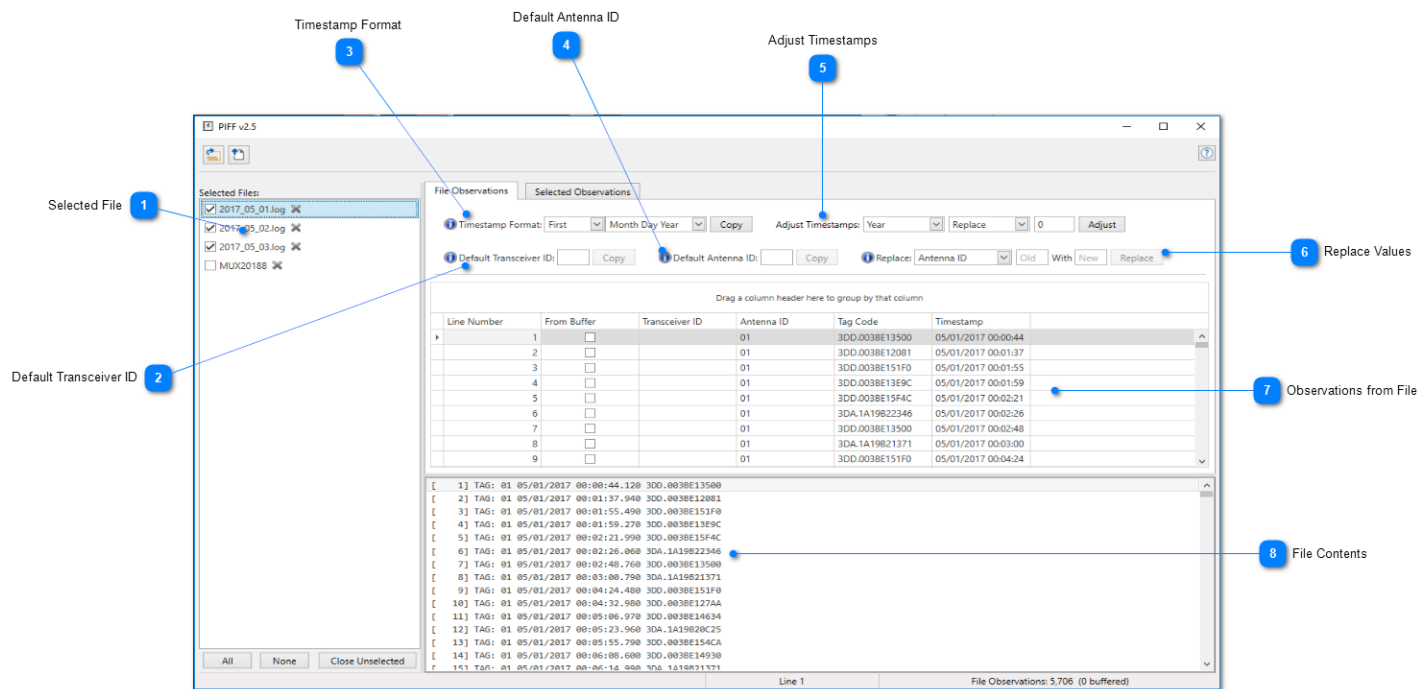 Default Antenna ID
Timestamp Format
4
Adjust Timestamps
3
5
PIFF v2.5
Selected Files:
File Observations Selected Observations
Selected File 1
2017_05_01.log
2017_05_02.log
2017_05_03.log
MUX20188
Timestamp Format: First Month Day Year Copy Adjust Timestamps: Year Replace 0 Adjust
Default Transceiver ID: Copy Default Antenna ID: Copy Replace: Antenna ID Old With New Replace
6 Replace Values
Drag a column header here to group by that column
Line Number From Buffer Transceiver ID Antenna ID Tag Code Timestamp
1 01 3DD.003BE13500 05/01/2017 00:00:44
2 01 3DD.003BE12081 05/01/2017 00:01:37
3 01 3DD.003BE151F0 05/01/2017 00:01:55
4 01 3DD.003BE13E9C 05/01/2017 00:01:59
5 01 3DD.003BE15F4C 05/01/2017 00:02:21
6 01 3DA.1A19B22346 05/01/2017 00:02:26
7 01 3DD.003BE13500 05/01/2017 00:02:48
8 01 3DA.1A19B21371 05/01/2017 00:03:00
9 01 3DD.003BE151F0 05/01/2017 00:04:24
Default Transceiver ID 2
7 Observations from File
[ 1] TAG: 01 05/01/2017 00:00:44.120 3DD.003BE13500
[ 2] TAG: 01 05/01/2017 00:01:37.940 3DD.003BE12081
[ 3] TAG: 01 05/01/2017 00:01:55.490 3DD.003BE151F0
[ 4] TAG: 01 05/01/2017 00:01:59.270 3DD.003BE13E9C
[ 5] TAG: 01 05/01/2017 00:02:21.990 3DD.003BE15F4C
[ 6] TAG: 01 05/01/2017 00:02:26.060 3DA.1A19B22346
[ 7] TAG: 01 05/01/2017 00:02:48.760 3DD.003BE13500
[ 8] TAG: 01 05/01/2017 00:03:00.790 3DA.1A19B21371
[ 9] TAG: 01 05/01/2017 00:04:24.480 3DD.003BE151F0
[ 10] TAG: 01 05/01/2017 00:04:32.980 3DD.003BE127AA
[ 11] TAG: 01 05/01/2017 00:05:06.970 3DD.003BE14634
[ 12] TAG: 01 05/01/2017 00:05:23.960 3DA.1A19B20C25
[ 13] TAG: 01 05/01/2017 00:05:55.790 3DD.003BE154CA
[ 14] TAG: 01 05/01/2017 00:06:08.600 3DD.003BE14930
[ 15] TAG: 01 05/01/2017 00:06:14.990 3DA.1A19B21371
8 File Contents
All None Close Unselected
Line 1 File Observations: 5,706 (0 buffered)